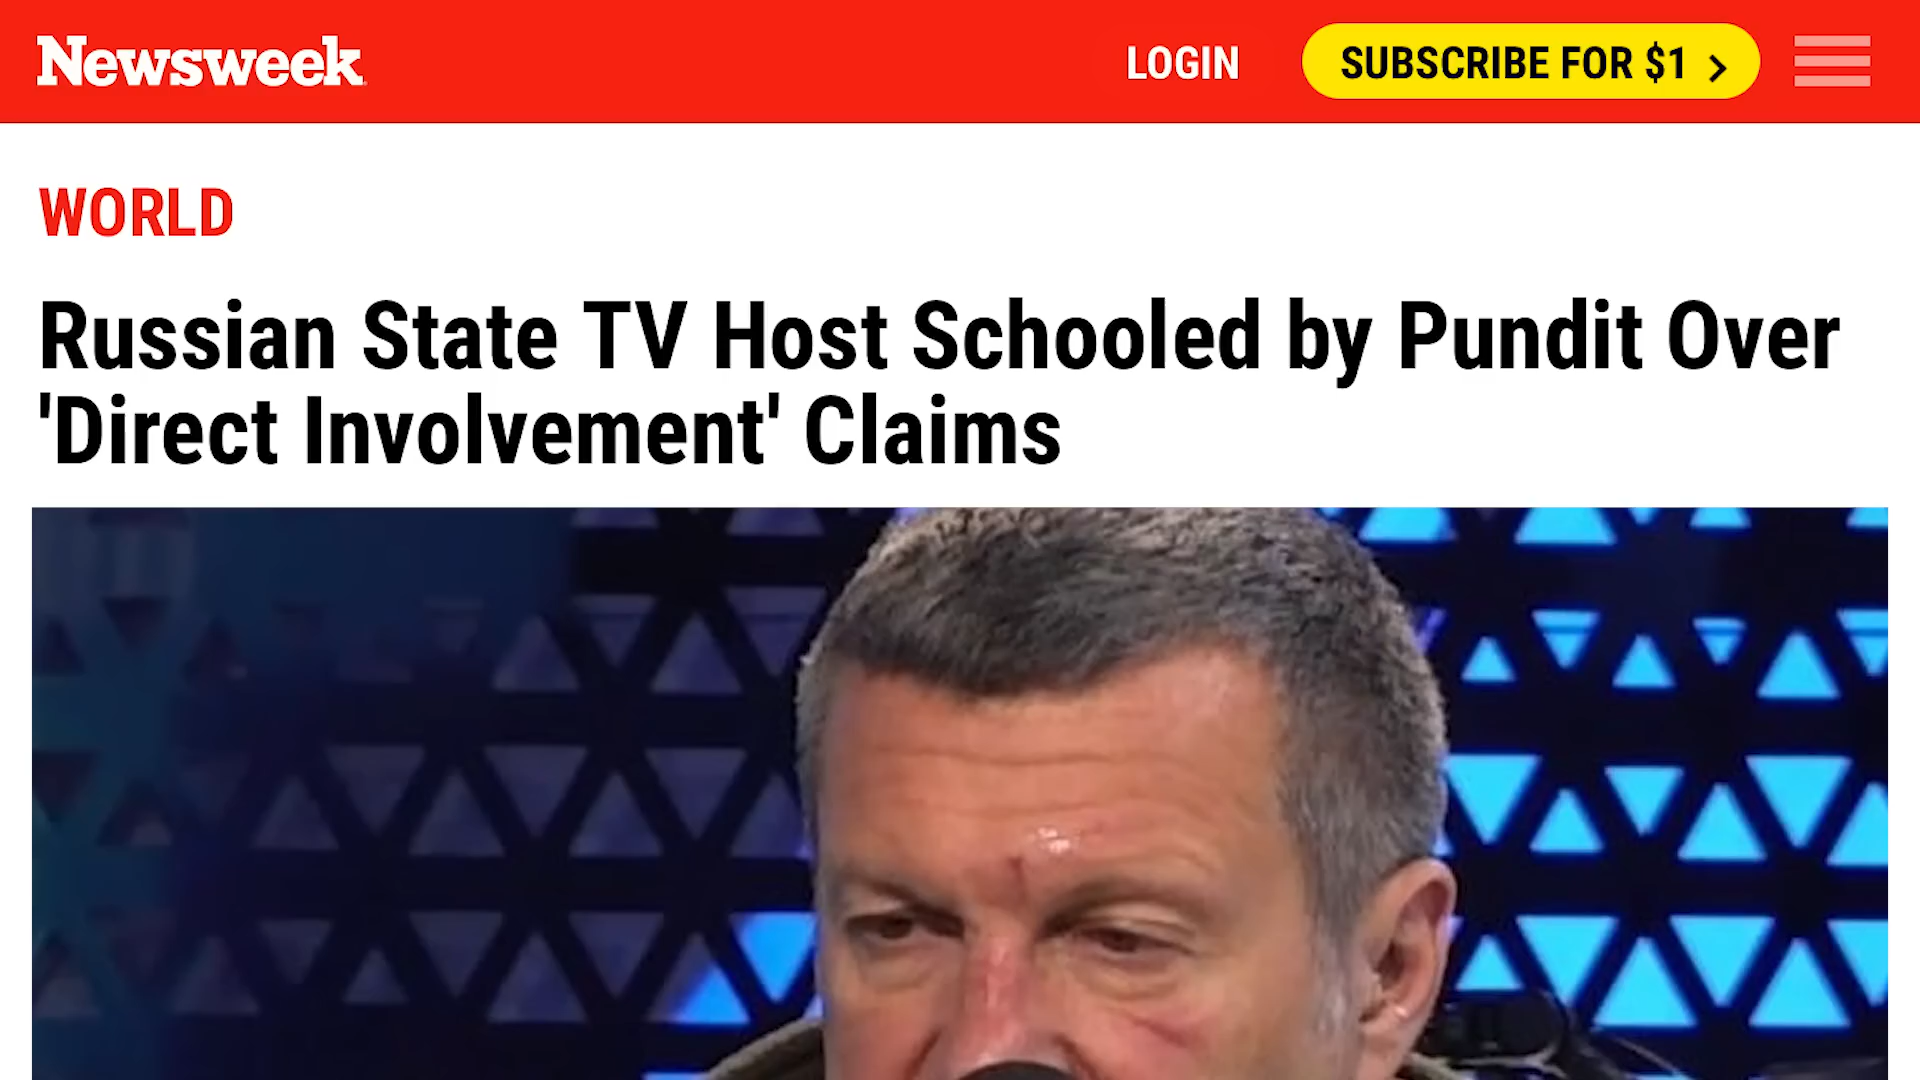 Newsweek
LOGIN
SUBSCRIBE FOR $1
WORLD
Russian State TV Host Schooled by Pundit Over
'Direct Involvement' Claims